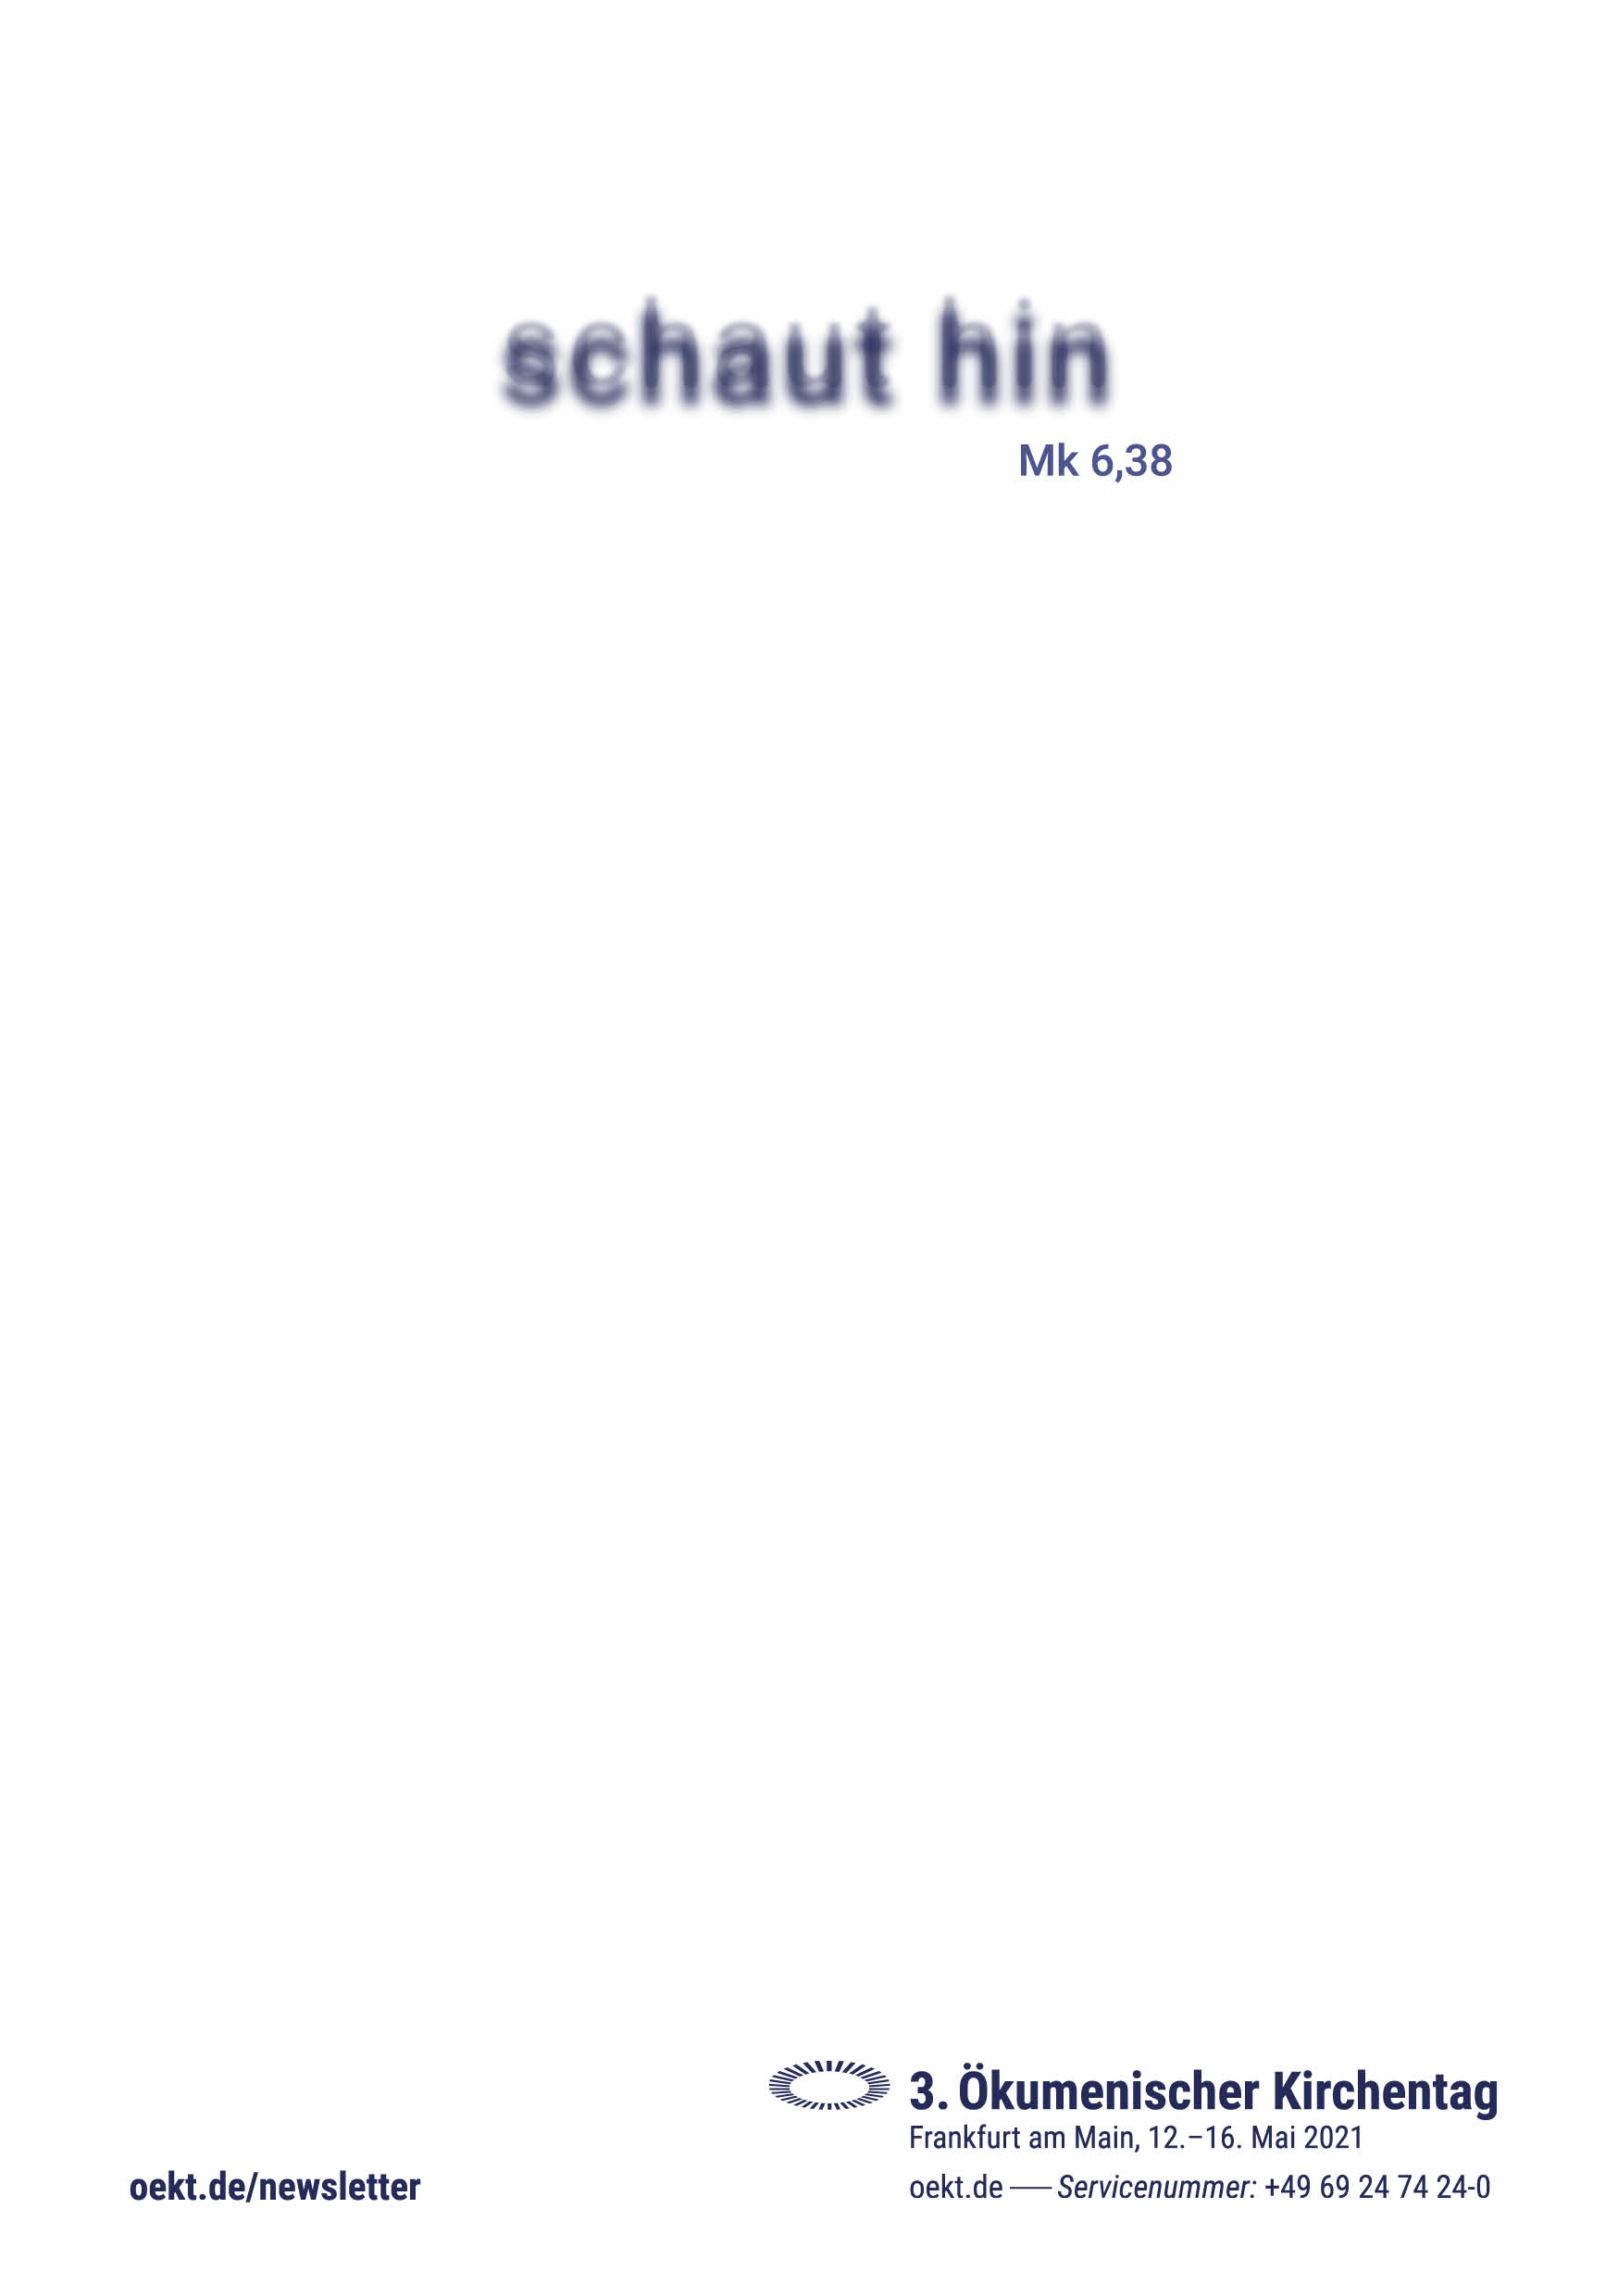 schaut hin
Mk 6,38
3. Ökumenischer Kirchentag
Frankfurt am Main, 12.–16. Mai 2021
oekt.de/newsletter
oekt.de — Servicenummer: +49 69 24 74 24-0